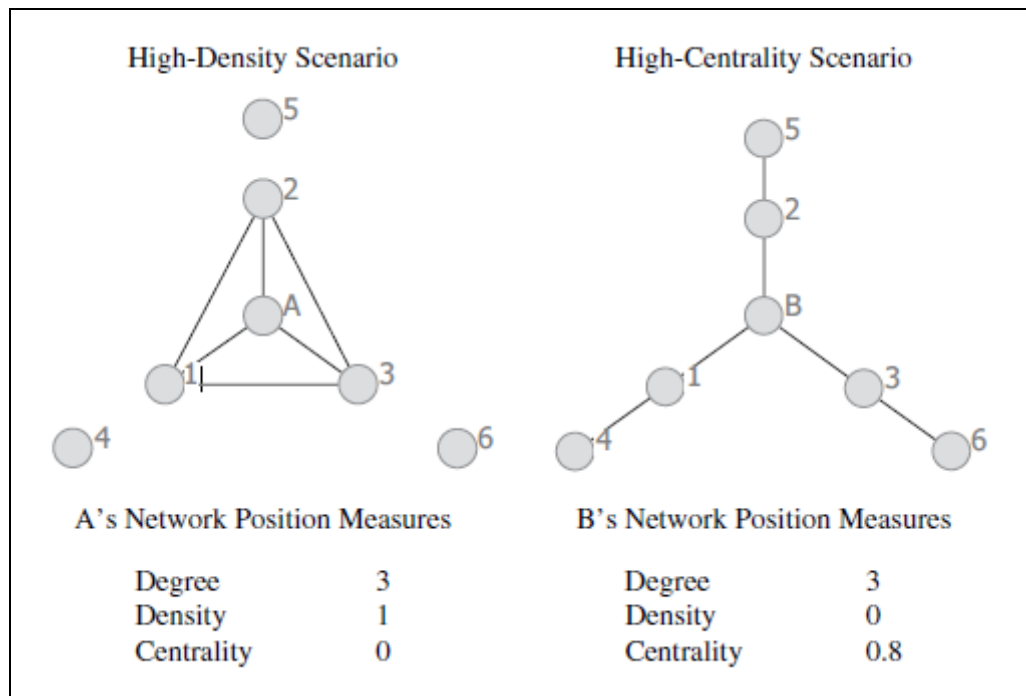 High-Density Scenario
5
2
A
1
3
4
6
A's Network Position Measures
Degree 3
Density 1
Centrality 0
High-Centrality Scenario
5
2
B
1
3
4
6
B's Network Position Measures
Degree 3
Density 0
Centrality 0.8